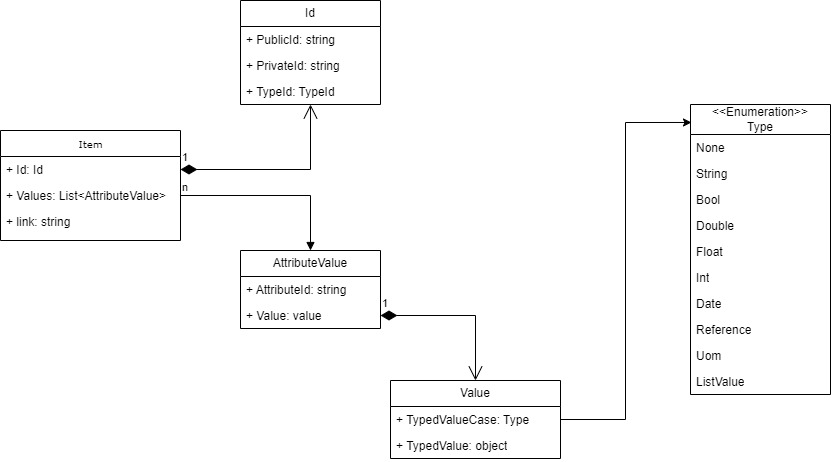 Id
+ PublicId: string
+ PrivateId: string
+ TypeId: TypeId
Item
+ Id: Id
+ Values: List<AttributeValue>
+ link: string
1
n
AttributeValue
+ AttributeId: string
+ Value: value
1
Value
+ TypedValueCase: Type
+ TypedValue: object
<<Enumeration>>
Type
None
String
Bool
Double
Float
Int
Date
Reference
Uom
ListValue